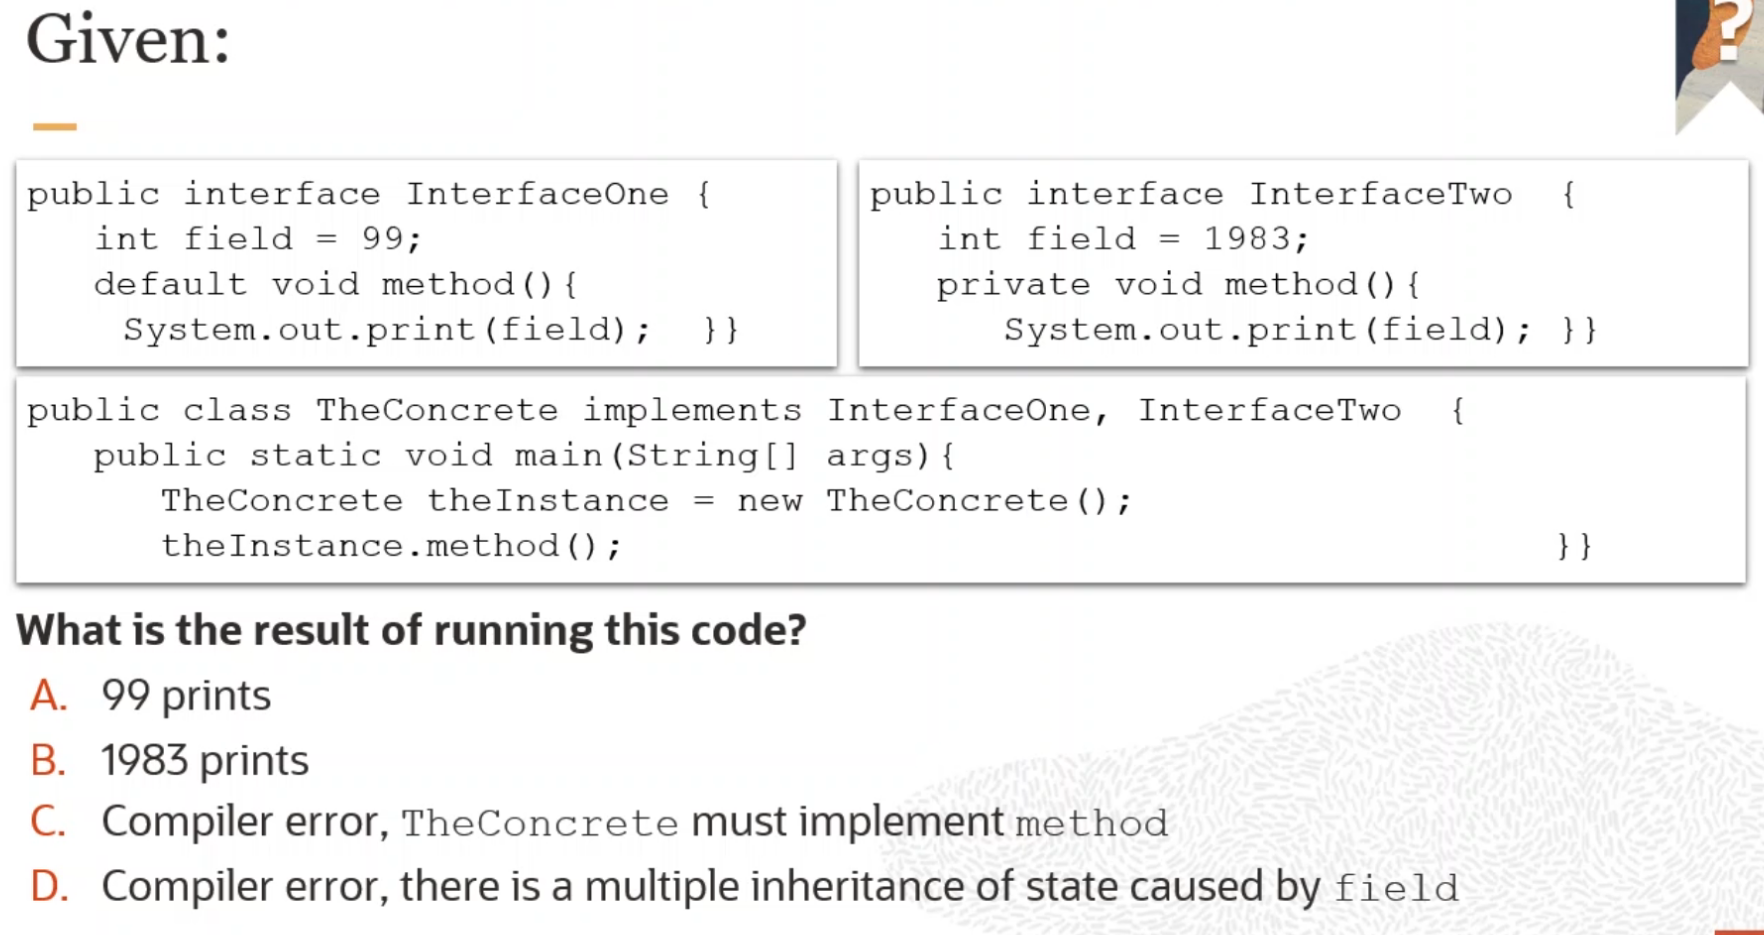 Given:
?
public interface InterfaceOne {
int field = 99;
default void method(){
System.out.print(field); }}
public interface InterfaceTwo {
int field = 1983;
private void method(){
System.out.print(field); }}
public class TheConcrete implements InterfaceOne, InterfaceTwo {
public static void main(String[] args){
TheConcrete theInstance = new TheConcrete();
theInstance.method(); }}
What is the result of running this code?
A. 99 prints
B. 1983 prints
C. Compiler error, TheConcrete must implement method
D. Compiler error, there is a multiple inheritance of state caused by field